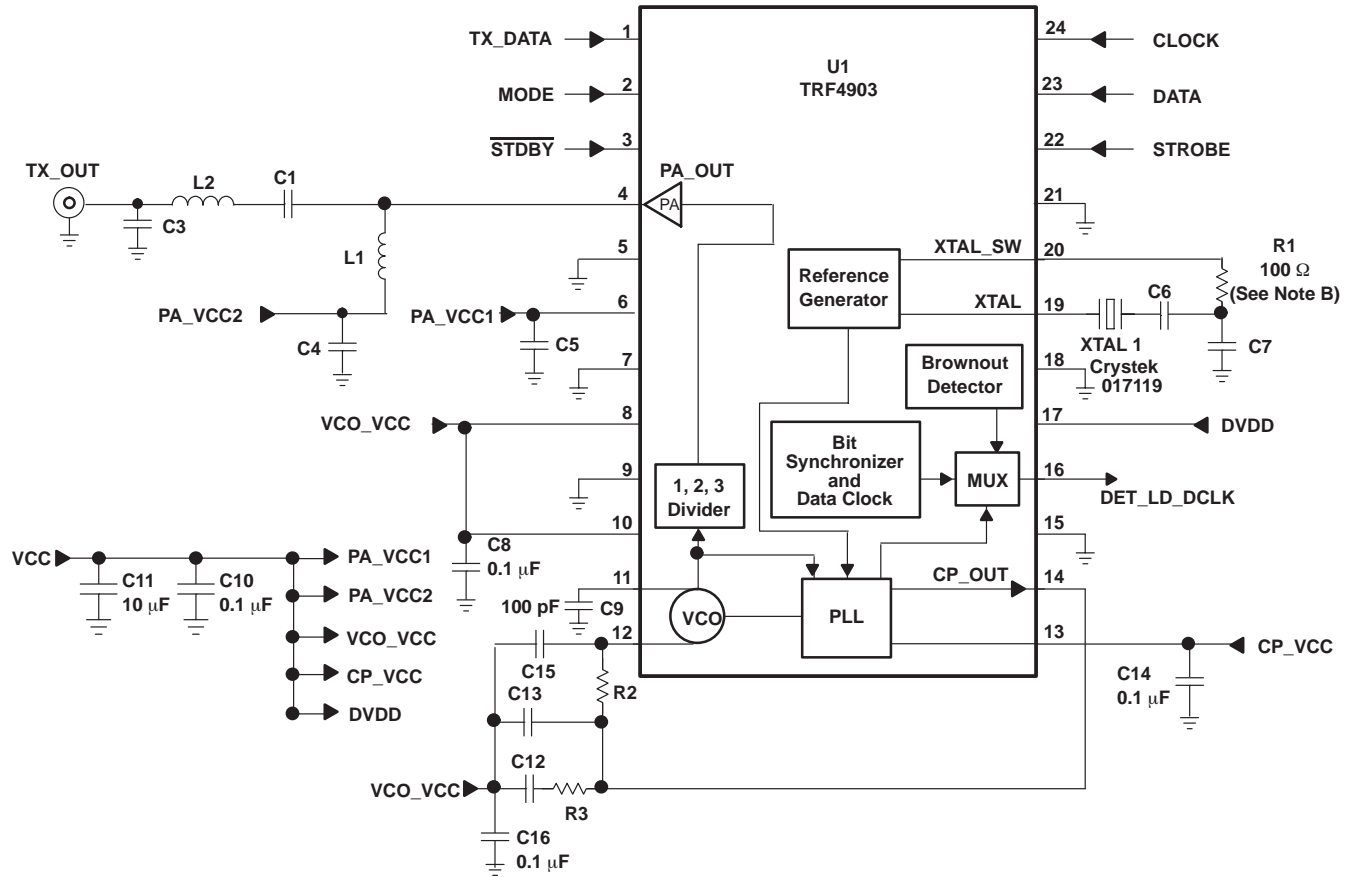 U1
TRF4903
TX_DATA
1
MODE
2
STDBY
3
TX_OUT
L2
C1
C3
L1
4
PA_OUT
PA
5
PA_VCC2
C4
PA_VCC1
6
C5
7
VCO_VCC
8
9
10
C8
0.1 μF
VCC
C11
10 μF
C10
0.1 μF
PA_VCC1
PA_VCC2
VCO_VCC
CP_VCC
DVDD
11
100 pF
C9
12
C15
R2
C13
C12
R3
VCO_VCC
C16
0.1 μF
1, 2, 3
Divider
VCO
PLL
Reference
Generator
Brownout
Detector
Bit
Synchronizer
and
Data Clock
MUX
XTAL_SW
XTAL
CP_OUT
24
CLOCK
23
DATA
22
STROBE
21
20
R1
100 Ω
(See Note B)
19
C6
XTAL 1
Crystek
017119
C7
18
17
DVDD
16
DET_LD_DCLK
15
14
13
CP_VCC
C14
0.1 μF